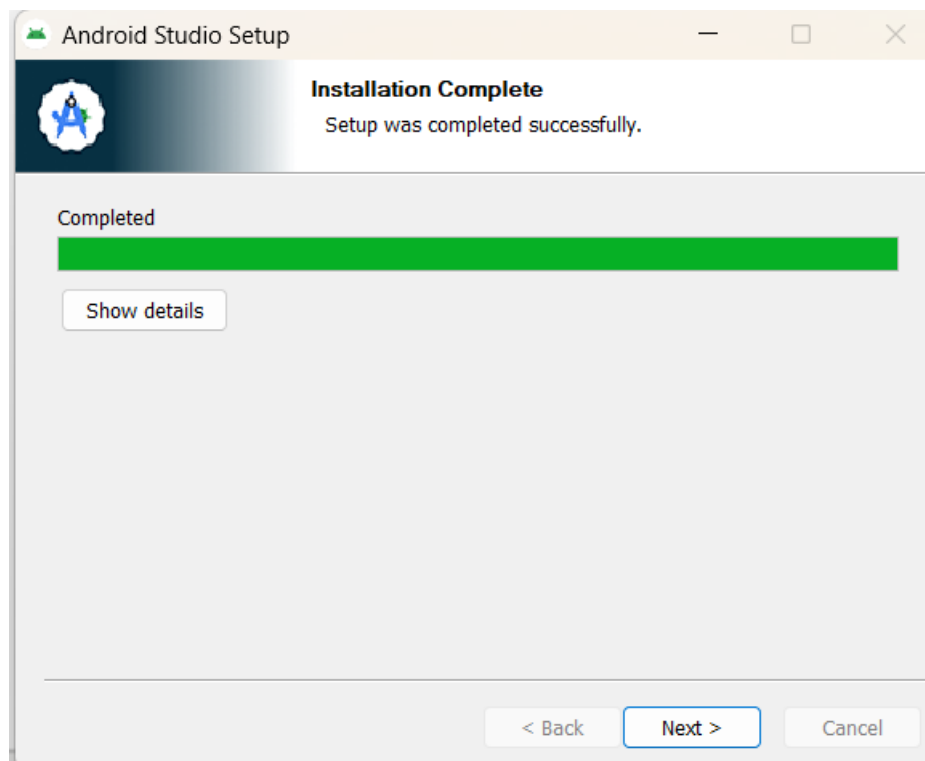 Android Studio Setup
Installation Complete
Setup was completed successfully.
Completed
Show details
< Back
Next >
Cancel